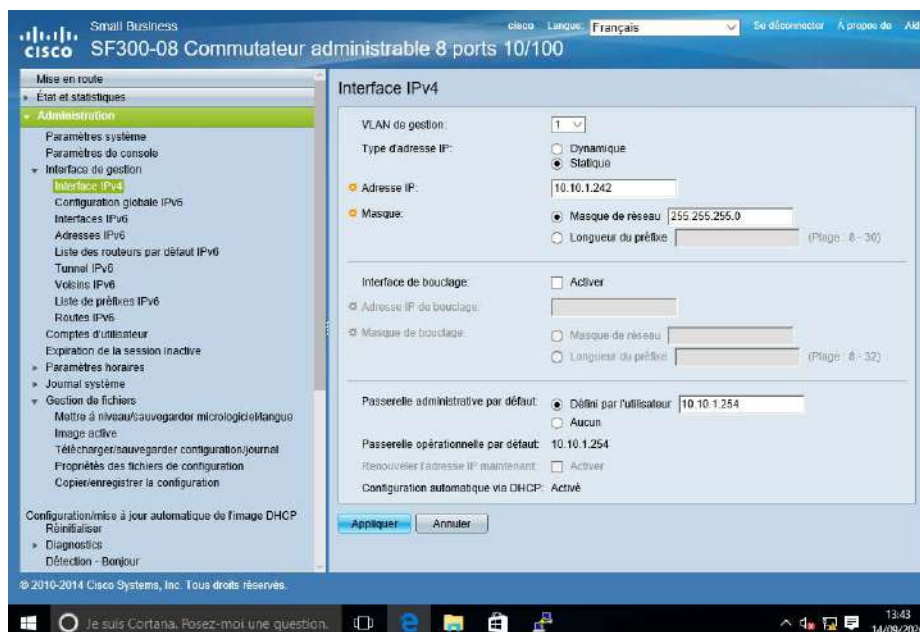 Small Business
cisco Langue: Français Se déconnecter À propos de
CISCO SF300-08 Commutateur administrable 8 ports 10/100
Mise en route
État et statistiques
Administration
Paramètres système
Paramètres de console
Interface de gestion
Interface IPv4
Configuration globale IPv6
Interfaces IPv6
Adresses IPv6
Liste des routeurs par défaut IPv6
Tunnel IPv6
Voisins IPv6
Liste de préfixes IPv6
Routes IPv6
Comptes d'utilisateur
Expiration de la session inactive
Paramètres horaires
Journal système
Gestion de fichiers
Mettre à niveau/sauvegarder micrologiciel/langue
Image active
Télécharger/sauvegarder configuration/journal
Propriétés des fichiers de configuration
Copier/enregistrer la configuration
Configuration/mise à jour automatique de l'image DHCP
Réinitialiser
Diagnostics
Détection - Bonjour
Interface IPv4
VLAN de gestion: 1
Type d'adresse IP: Dynamique
Statique
Adresse IP: 10.10.1.242
Masque: Masque de réseau 255.255.255.0
Longueur du préfixe (Plage : 8 - 30)
Interface de bouclage: Activer
Adresse IP de bouclage:
Masque de bouclage: Masque de réseau
Longueur du préfixe (Plage : 8 - 32)
Passerelle administrative par défaut: Défini par l'utilisateur 10.10.1.254
Aucun
Passerelle opérationnelle par défaut: 10.10.1.254
Renouveler l'adresse IP maintenant: Activer
Configuration automatique via DHCP: Activé
Appliquer Annuler
© 2010-2014 Cisco Systems, Inc. Tous droits réservés.
Je suis Cortana. Posez-moi une question.
13:43